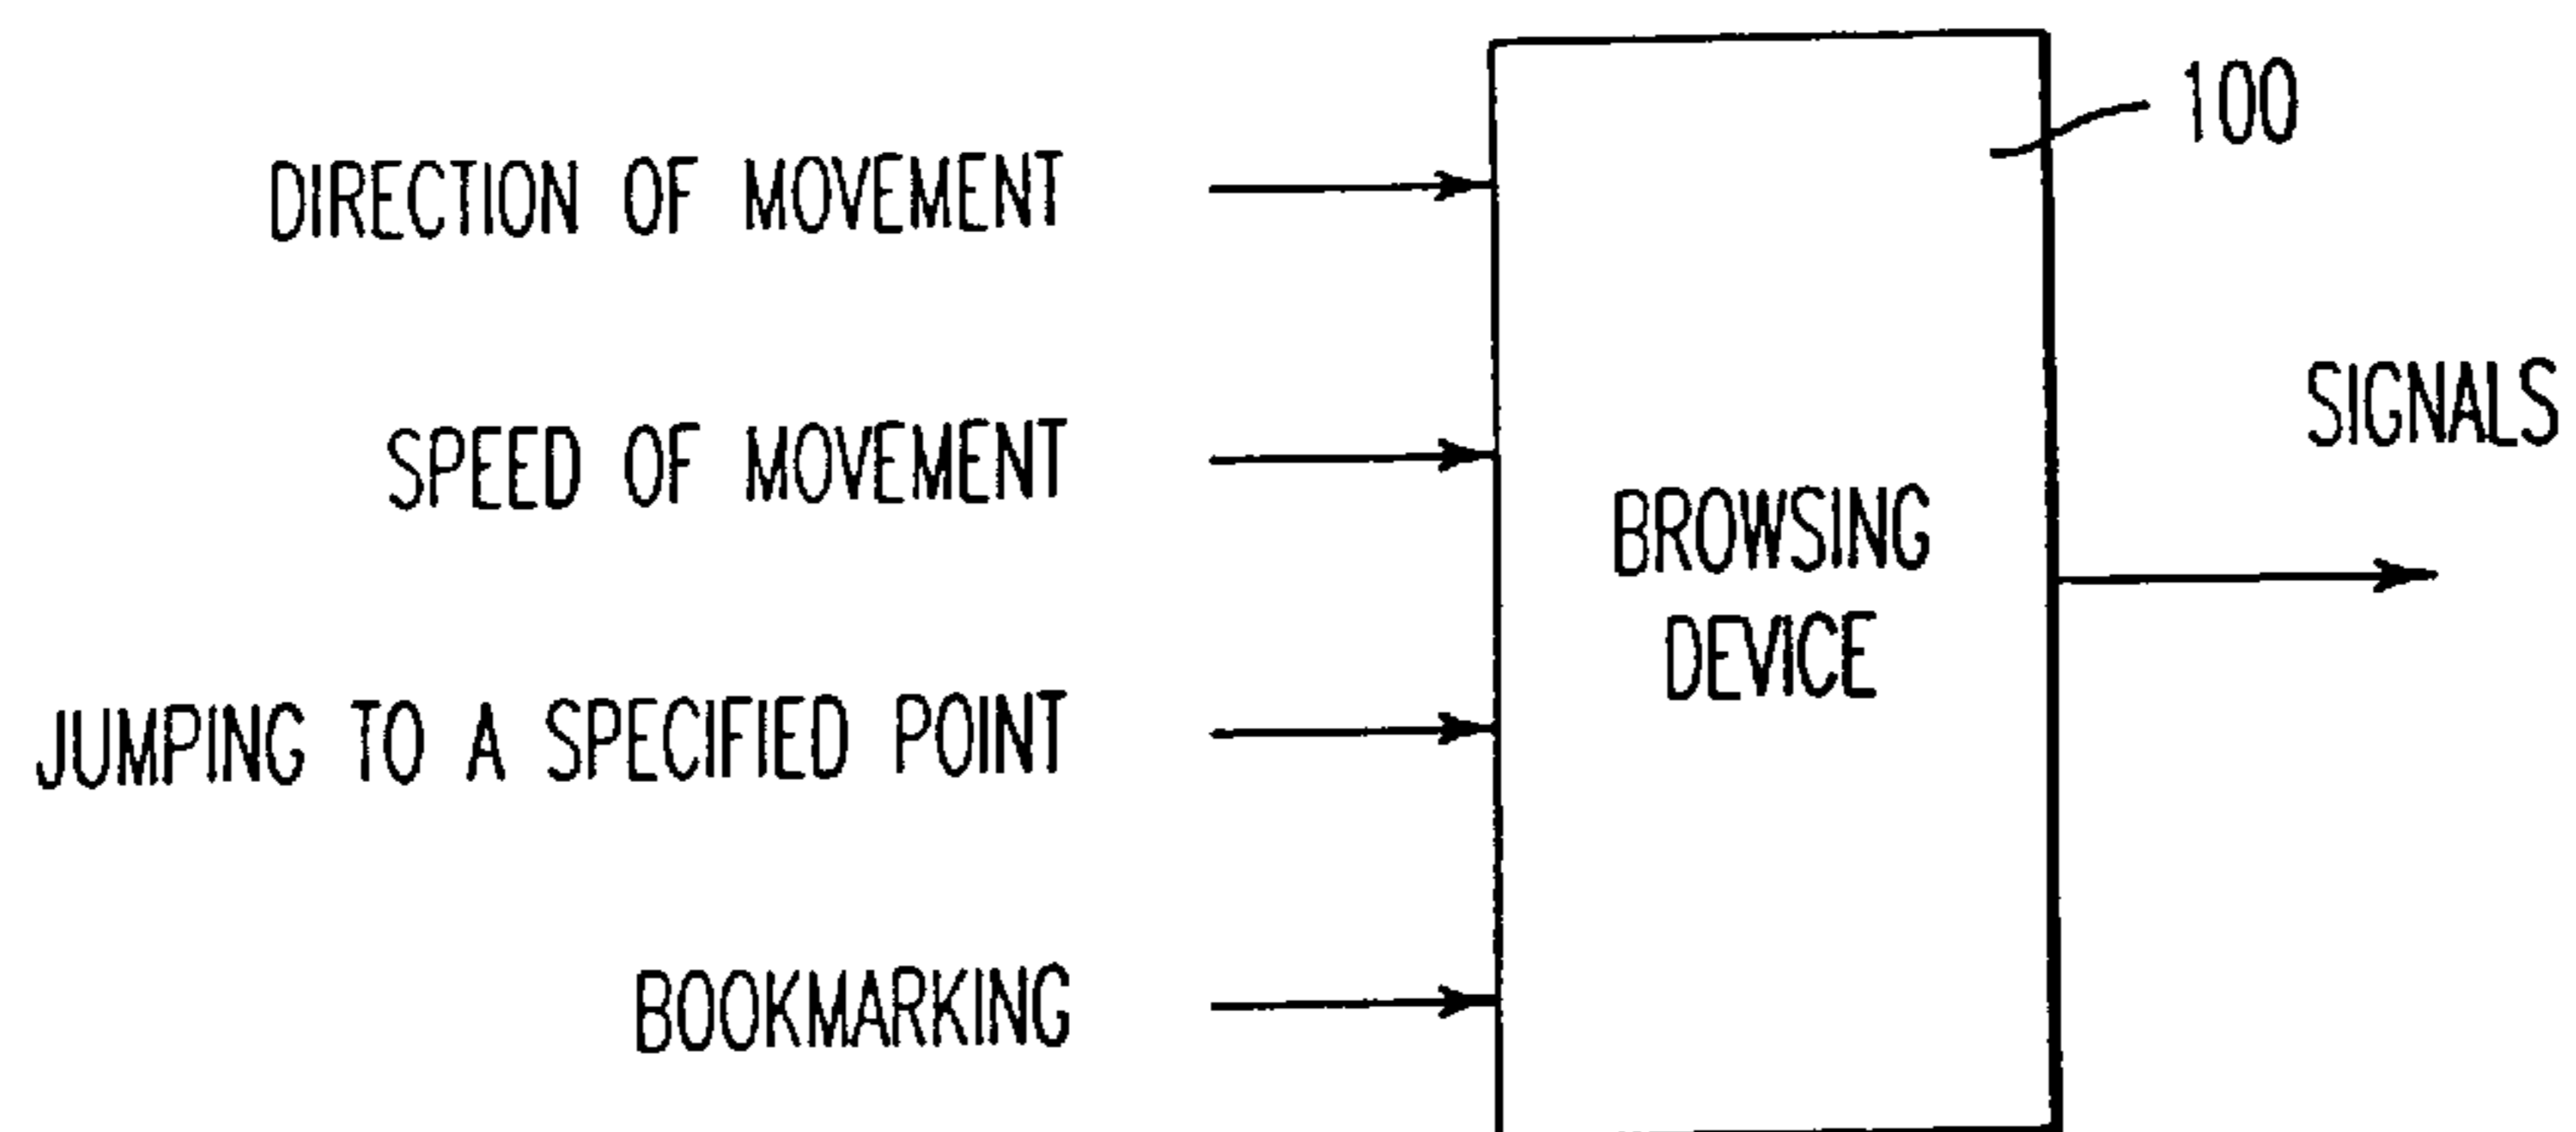 100
DIRECTION OF MOVEMENT
SPEED OF MOVEMENT
SIGNALS
BROWSING
DEVICE
JUMPING TO A SPECIFIED POINT
BOOKMARKING